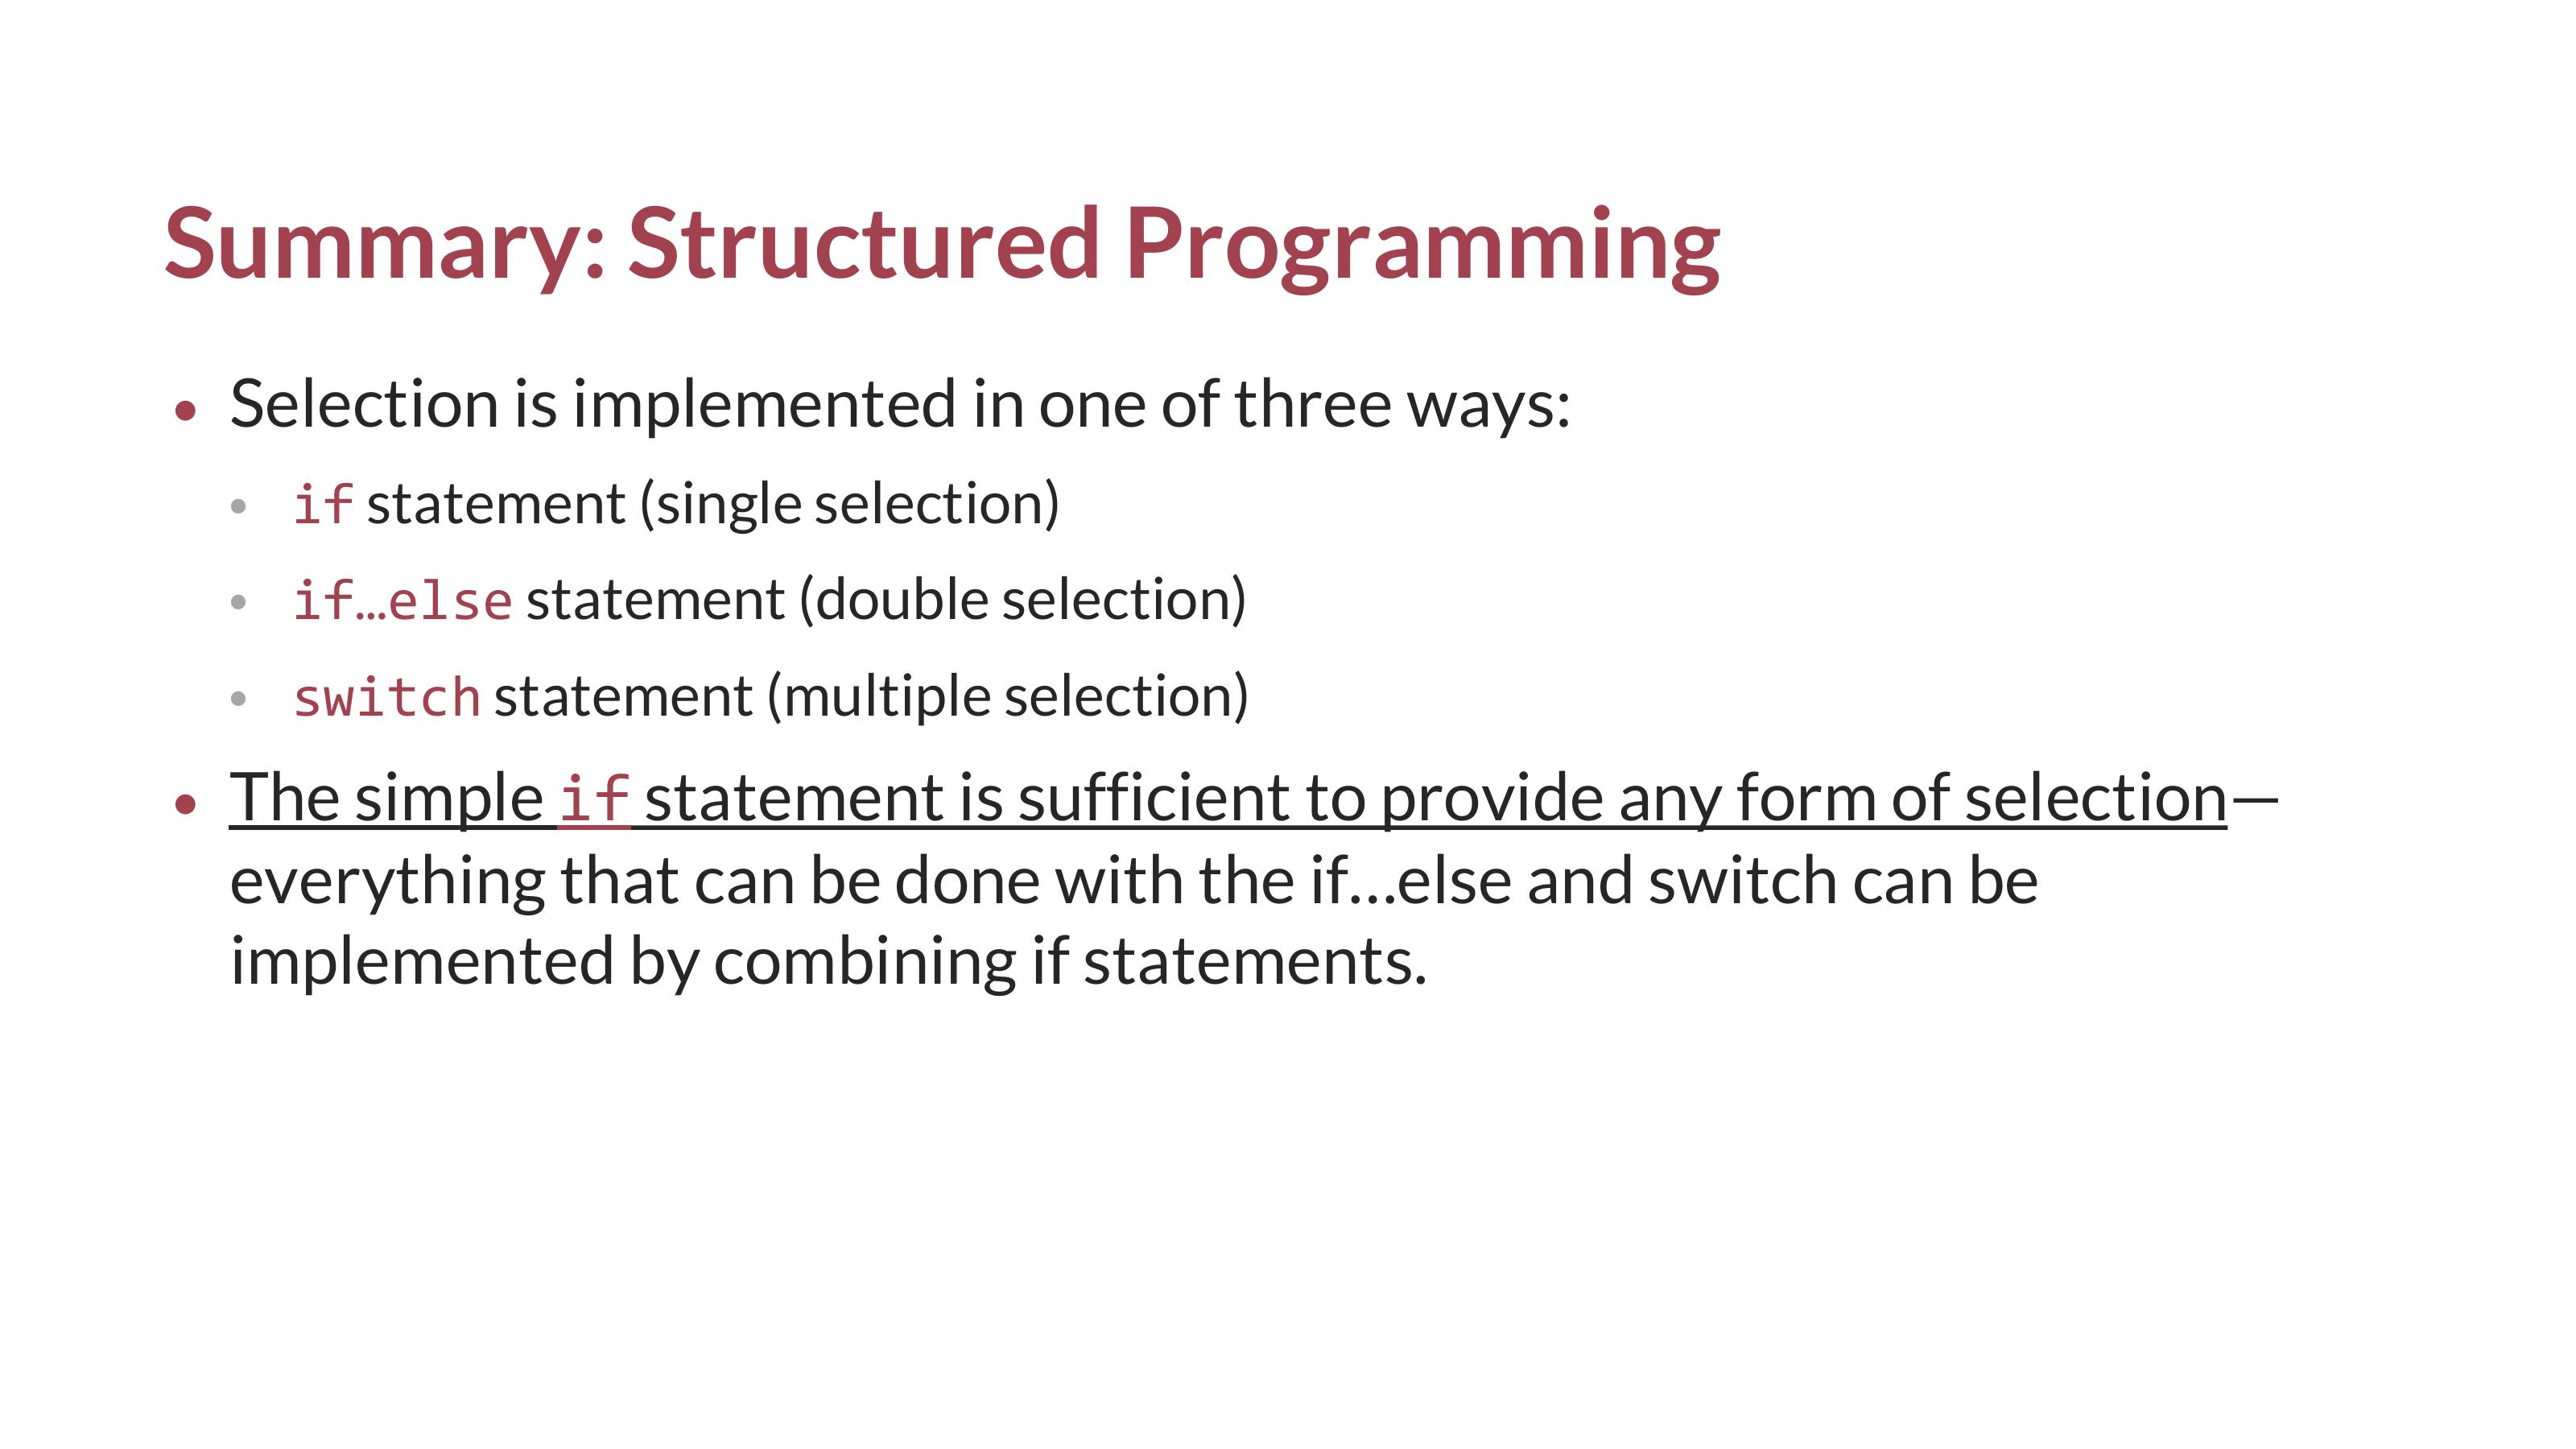 Summary: Structured Programming
• Selection is implemented in one of three ways:
• if statement (single selection)
• if…else statement (double selection)
• switch statement (multiple selection)
• The simple if statement is sufficient to provide any form of selection—
everything that can be done with the if…else and switch can be
implemented by combining if statements.